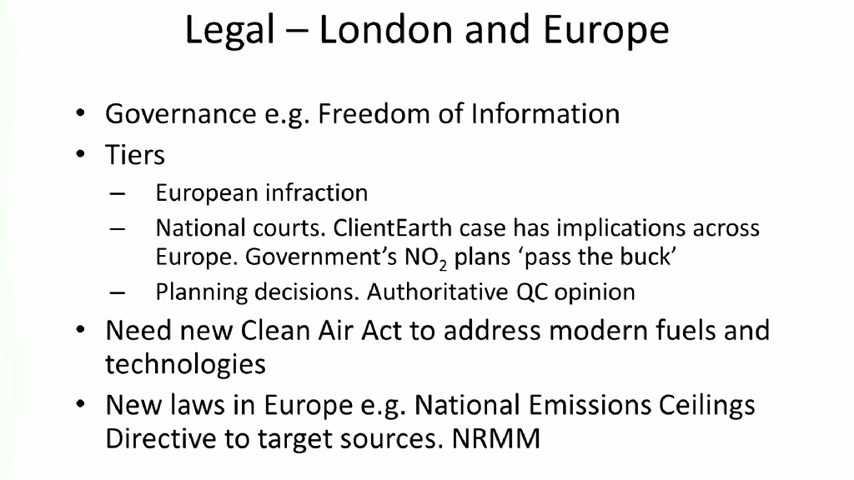 Legal – London and Europe
• Governance e.g. Freedom of Information
• Tiers
– European infraction
– National courts. ClientEarth case has implications across
Europe. Government’s NO₂ plans ‘pass the buck’
– Planning decisions. Authoritative QC opinion
• Need new Clean Air Act to address modern fuels and
technologies
• New laws in Europe e.g. National Emissions Ceilings
Directive to target sources. NRMM